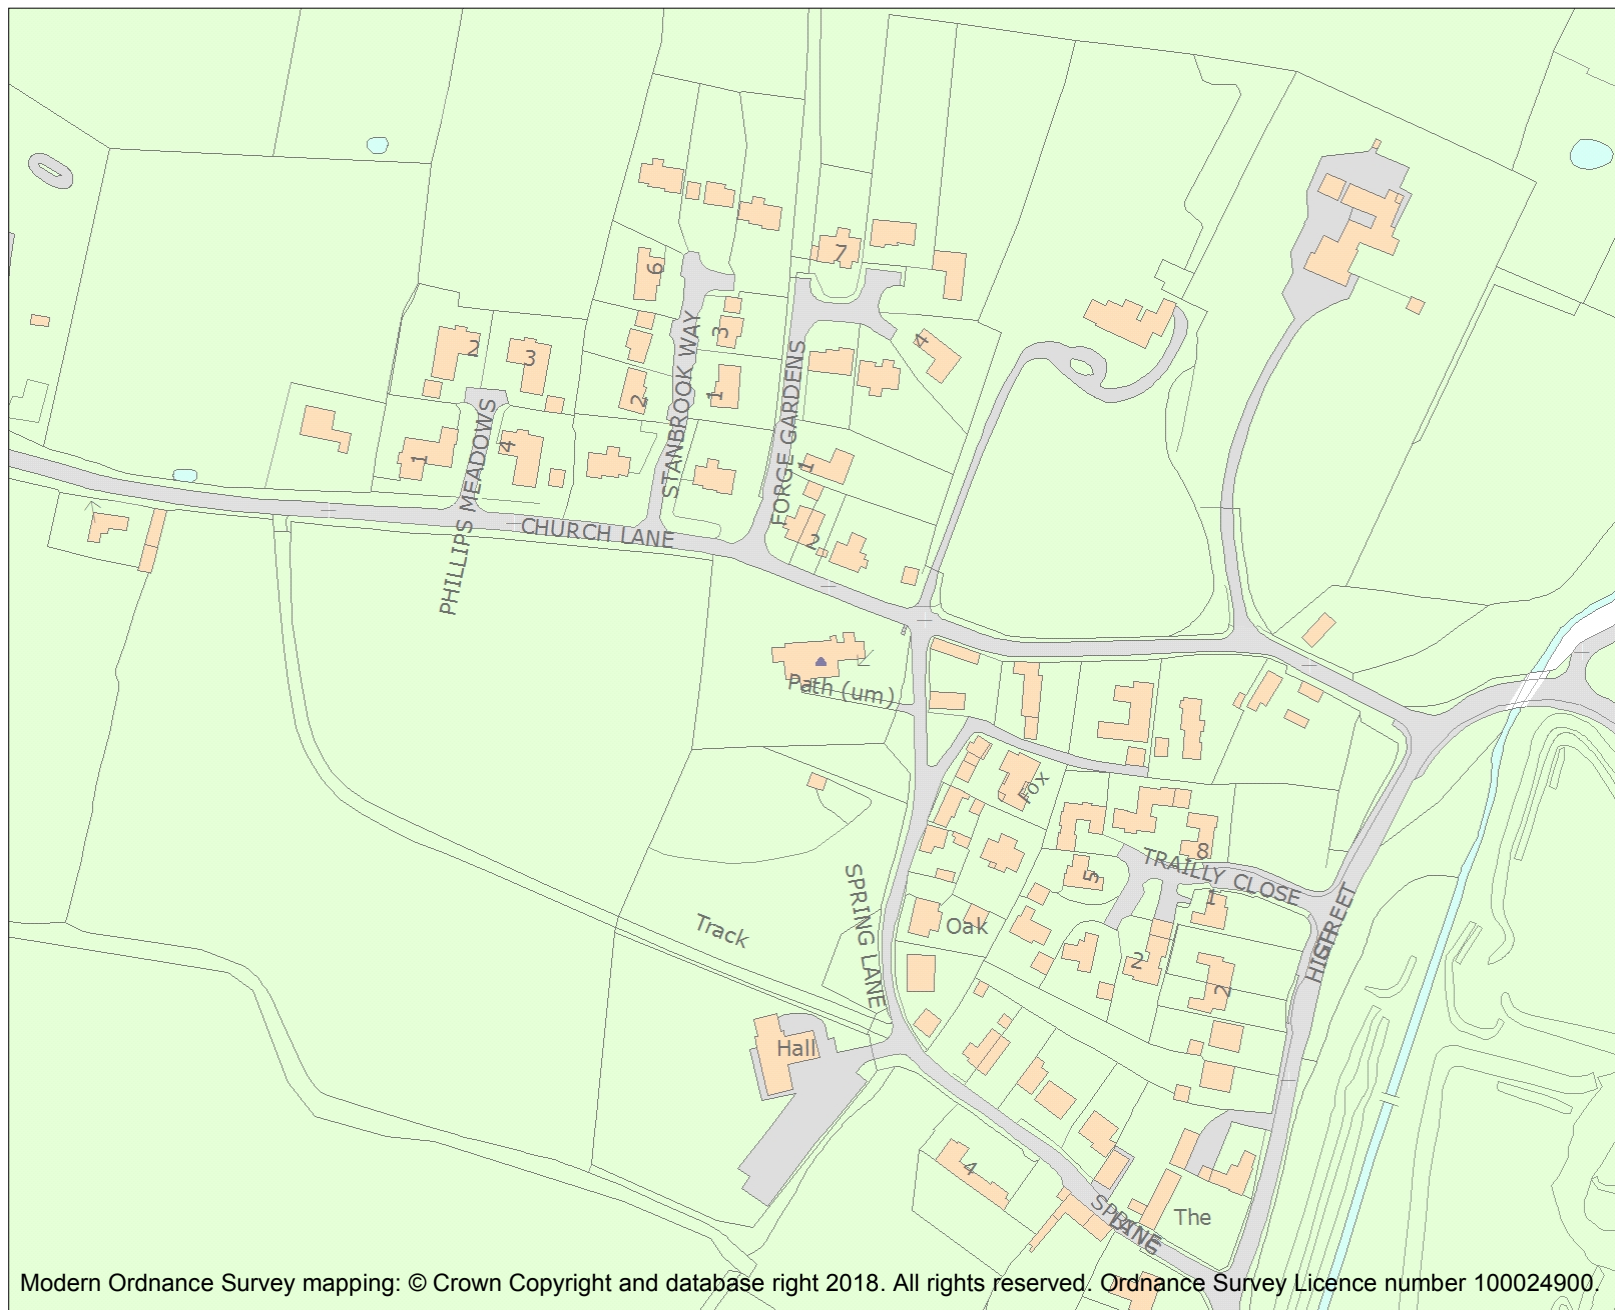 7
6
STANBROOK WAY
3
4
2
3
FORGE GARDENS
2
1
PHILLIPS MEADOWS
1
4
1
CHURCH LANE
2
Path (um)
Fox
8
TRAILLY CLOSE
5
1
SPRING LANE
Oak
Track
HIGH
STREET
2
2
Hall
4
SPRING
LANE
The
Modern Ordnance Survey mapping: © Crown Copyright and database right 2018. All rights reserved. Ordnance Survey Licence number 100024900.